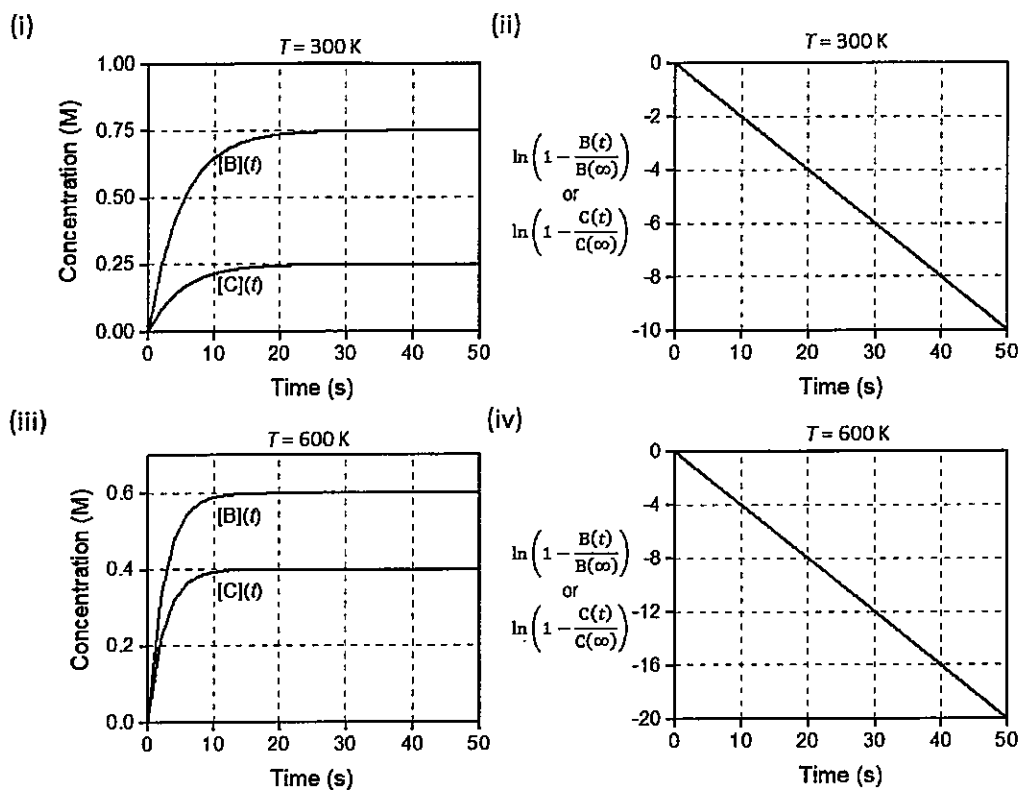 (i)
T = 300 K
1.00
0.75
0.50
0.25
0.00
Concentration (M)
[B](t)
[C](t)
0 10 20 30 40 50
Time (s)
(ii)
T = 300 K
0
-2
-4
-6
-8
-10
ln(1 - B(t)/B(∞))
or
ln(1 - C(t)/C(∞))
0 10 20 30 40 50
Time (s)
(iii)
T = 600 K
0.6
0.4
0.2
0.0
Concentration (M)
[B](t)
[C](t)
0 10 20 30 40 50
Time (s)
(iv)
T = 600 K
0
-4
-8
-12
-16
-20
ln(1 - B(t)/B(∞))
or
ln(1 - C(t)/C(∞))
0 10 20 30 40 50
Time (s)